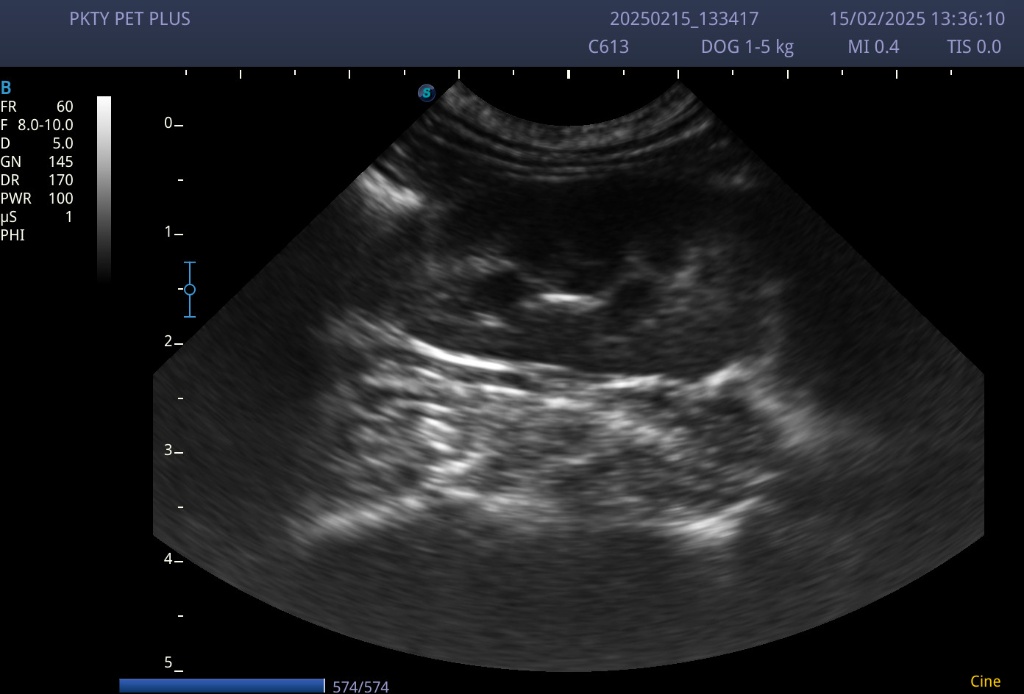 PKTY PET PLUS
20250215_133417 15/02/2025 13:36:10
C613 DOG 1-5 kg MI 0.4 TIS 0.0
B
FR 60
F 8.0-10.0
D 5.0
GN 145
DR 170
PWR 100
µS 1
PHI
S
0
1
2
3
4
5
574/574
Cine